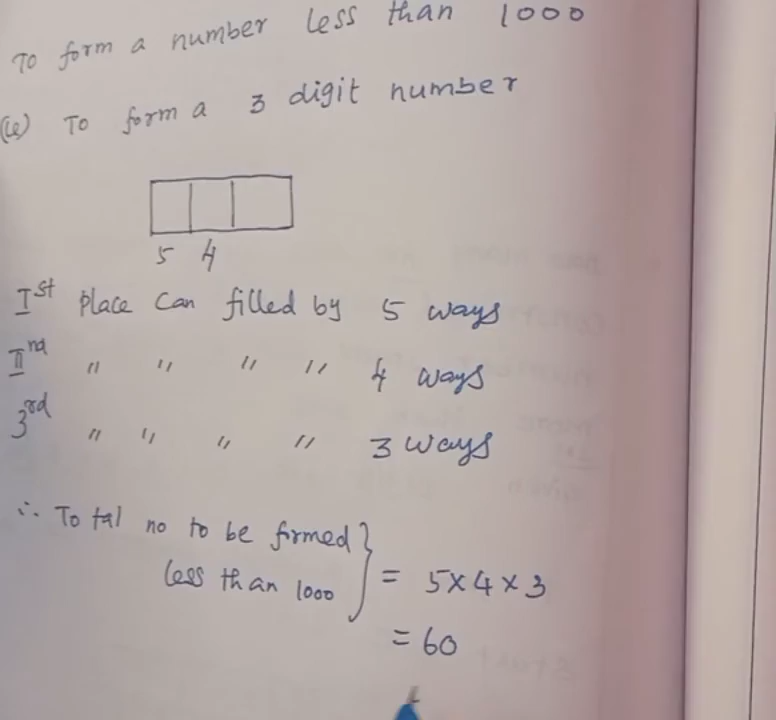 To form a number less than 1000
(ie) To form a 3 digit number
5 4
Ist place can filled by 5 ways
IInd " " " " 4 ways
3rd " " " " 3 ways
∴ Total no to be formed
less than 1000 } = 5×4×3
= 60